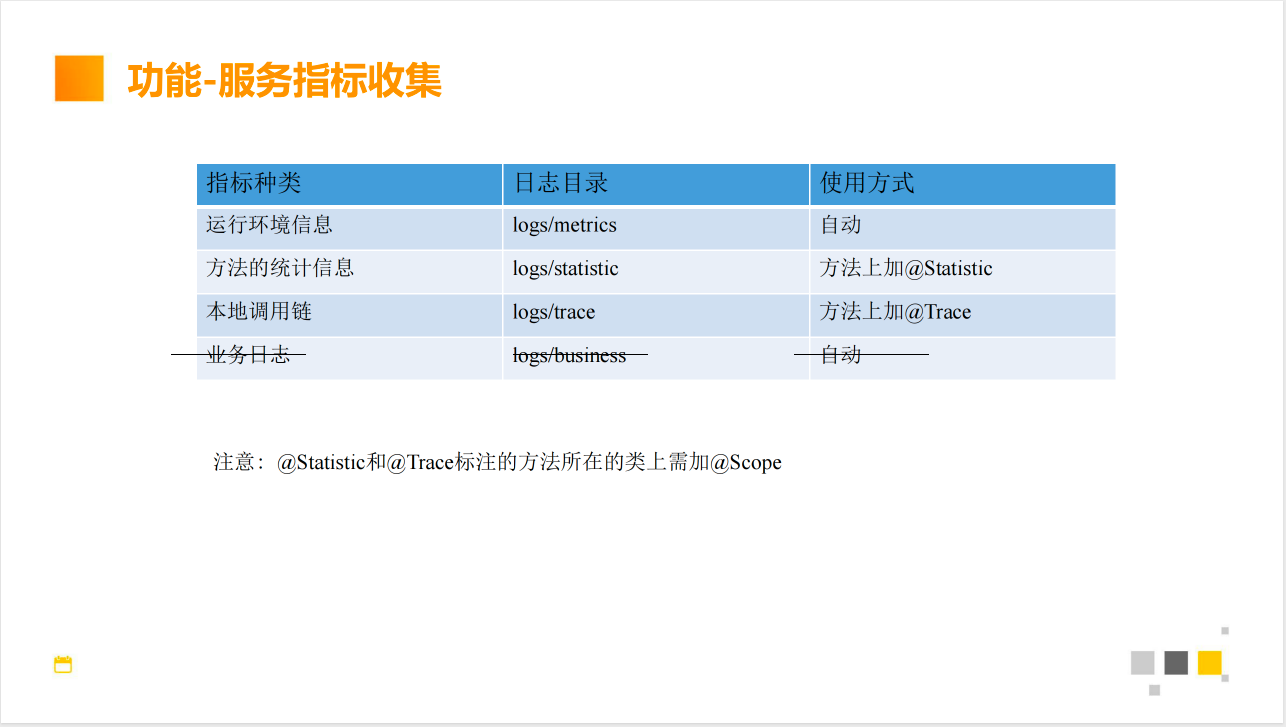 功能-服务指标收集
指标种类 日志目录 使用方式
运行环境信息 logs/metrics 自动
方法的统计信息 logs/statistic 方法上加@Statistic
本地调用链 logs/trace 方法上加@Trace
业务日志 logs/business 自动
注意：@Statistic和@Trace标注的方法所在的类上需加@Scope